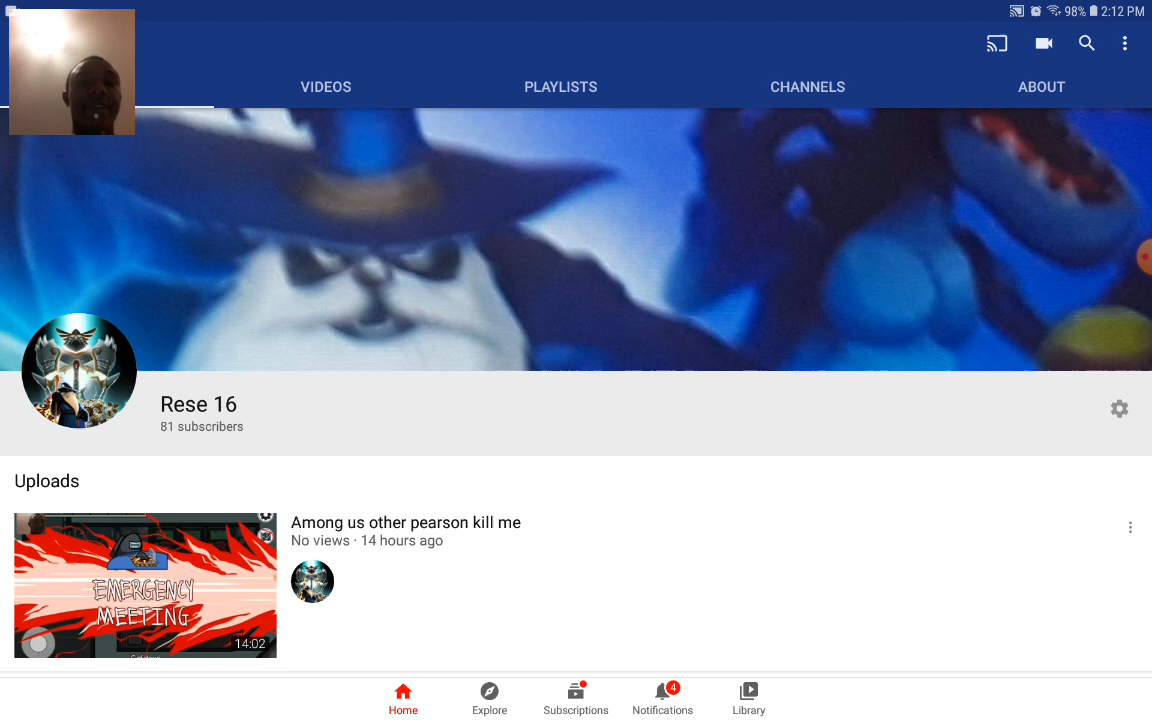 98% 2:12 PM
VIDEOS PLAYLISTS CHANNELS ABOUT
Rese 16
81 subscribers
Uploads
Among us other pearson kill me
No views · 14 hours ago
EMERGENCY
MEETING
14:02
4
Home Explore Subscriptions Notifications Library